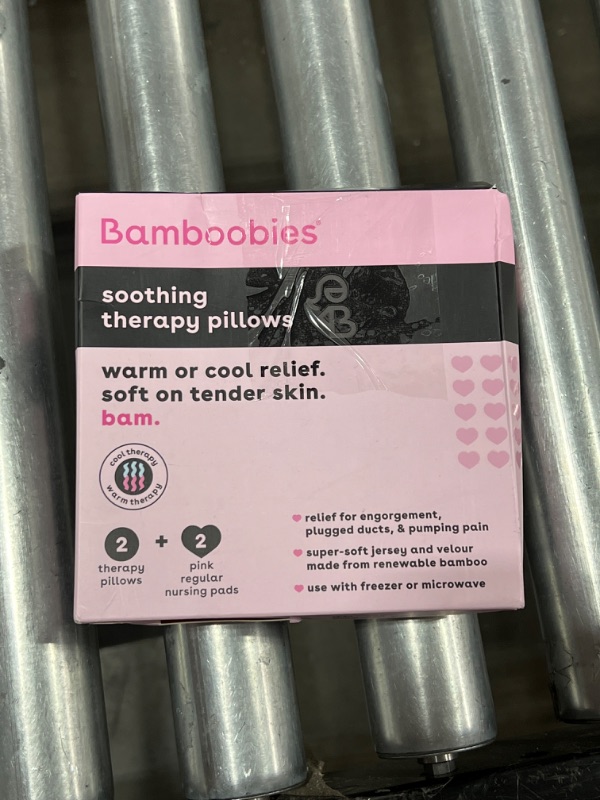 Bamboobies
soothing
therapy pillows
warm or cool relief.
soft on tender skin.
bam.
cool therapy
warm therapy
2 + 2
therapy
pillows
pink
regular
nursing pads
relief for engorgement,
plugged ducts, & pumping pain
super-soft jersey and velour
made from renewable bamboo
use with freezer or microwave